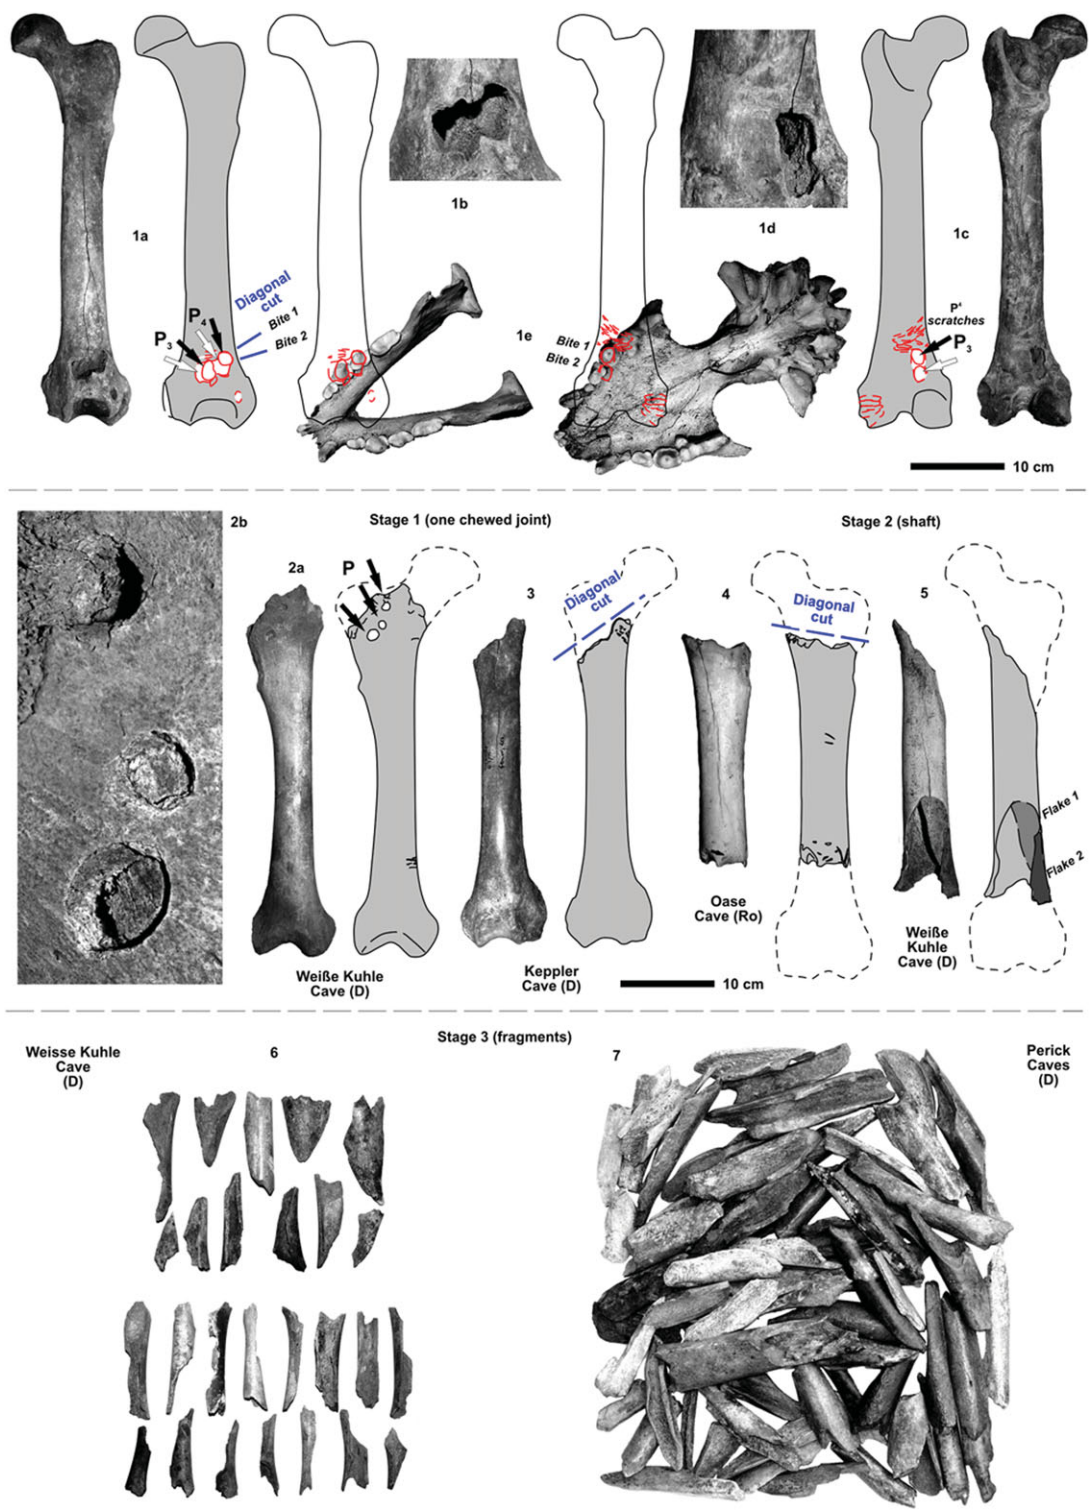 1a
P3
P4
Diagonal
cut
Bite 1
Bite 2
1b
1e
Bite 1
Bite 2
1d
1c
P⁴
scratches
P3
10 cm
2b
Stage 1 (one chewed joint)
Stage 2 (shaft)
2a
P
3
Diagonal
cut
4
Diagonal
cut
5
Flake 1
Flake 2
Weiße Kuhle
Cave (D)
Keppler
Cave (D)
Oase
Cave (Ro)
Weiße
Kuhle
Cave (D)
10 cm
Stage 3 (fragments)
Weisse Kuhle
Cave
(D)
6
7
Perick
Caves
(D)